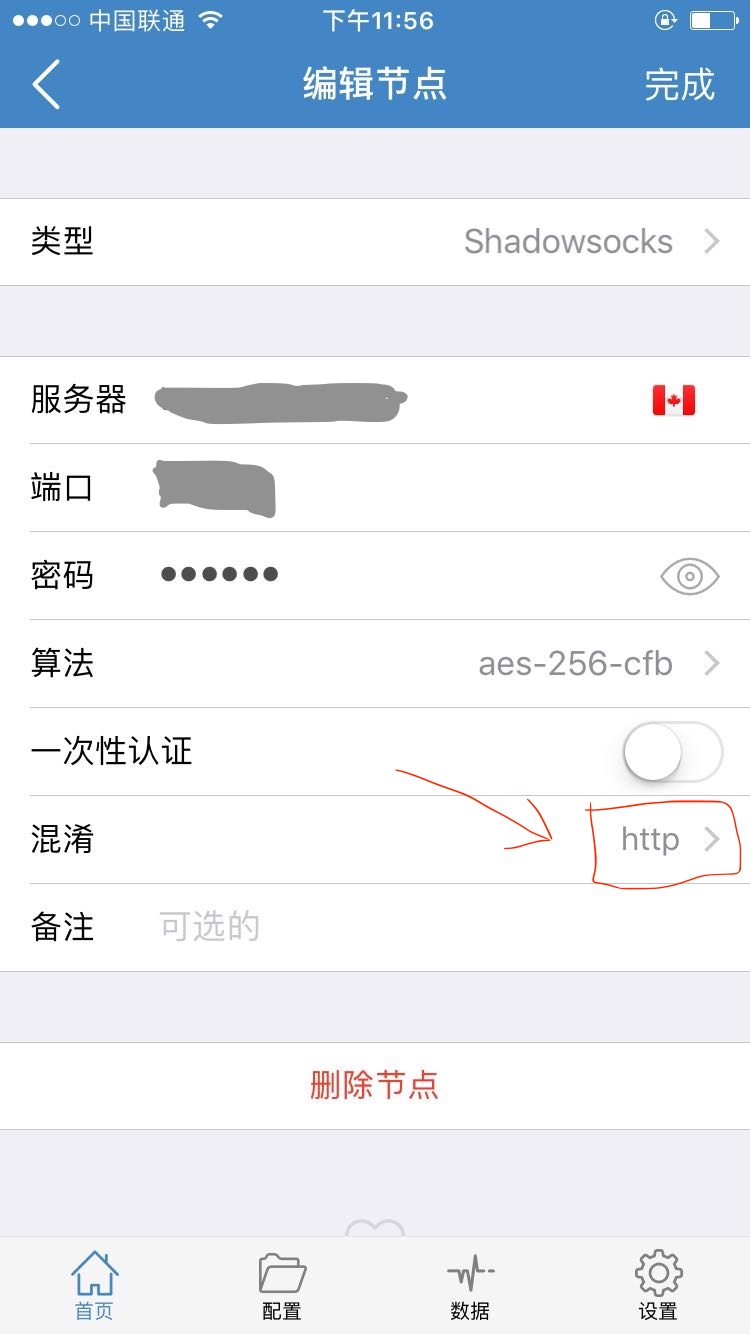 中国联通 下午11:56
编辑节点 完成
类型 Shadowsocks
服务器
端口
密码 ••••••
算法 aes-256-cfb
一次性认证
混淆 http
备注 可选的
删除节点
首页 配置 数据 设置